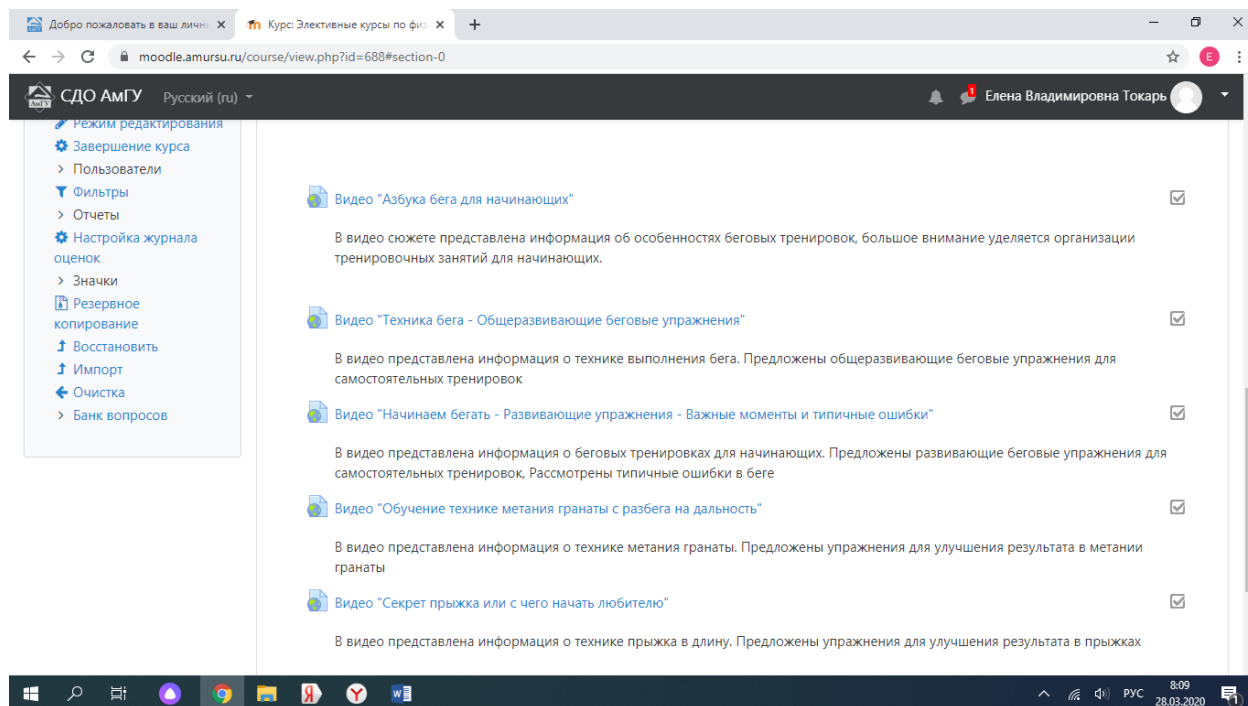 Добро пожаловать в ваш личн
Курс: Элективные курсы по физ
moodle.amursu.ru/course/view.php?id=688#section-0
E
АмГУ
СДО АмГУ
Русский (ru)
1
Елена Владимировна Токарь
Режим редактирования
Завершение курса
Пользователи
Фильтры
Отчеты
Настройка журнала
оценок
Значки
Резервное
копирование
Восстановить
Импорт
Очистка
Банк вопросов
Видео "Азбука бега для начинающих"
В видео сюжете представлена информация об особенностях беговых тренировок, большое внимание уделяется организации
тренировочных занятий для начинающих.
Видео "Техника бега - Общеразвивающие беговые упражнения"
В видео представлена информация о технике выполнения бега. Предложены общеразвивающие беговые упражнения для
самостоятельных тренировок
Видео "Начинаем бегать - Развивающие упражнения - Важные моменты и типичные ошибки"
В видео представлена информация о беговых тренировках для начинающих. Предложены развивающие беговые упражнения для
самостоятельных тренировок, Рассмотрены типичные ошибки в беге
Видео "Обучение технике метания гранаты с разбега на дальность"
В видео представлена информация о технике метания гранаты. Предложены упражнения для улучшения результата в метании
гранаты
Видео "Секрет прыжка или с чего начать любителю"
В видео представлена информация о технике прыжка в длину. Предложены упражнения для улучшения результата в прыжках
Я
Y
W
РУС
8:09
28.03.2020
1